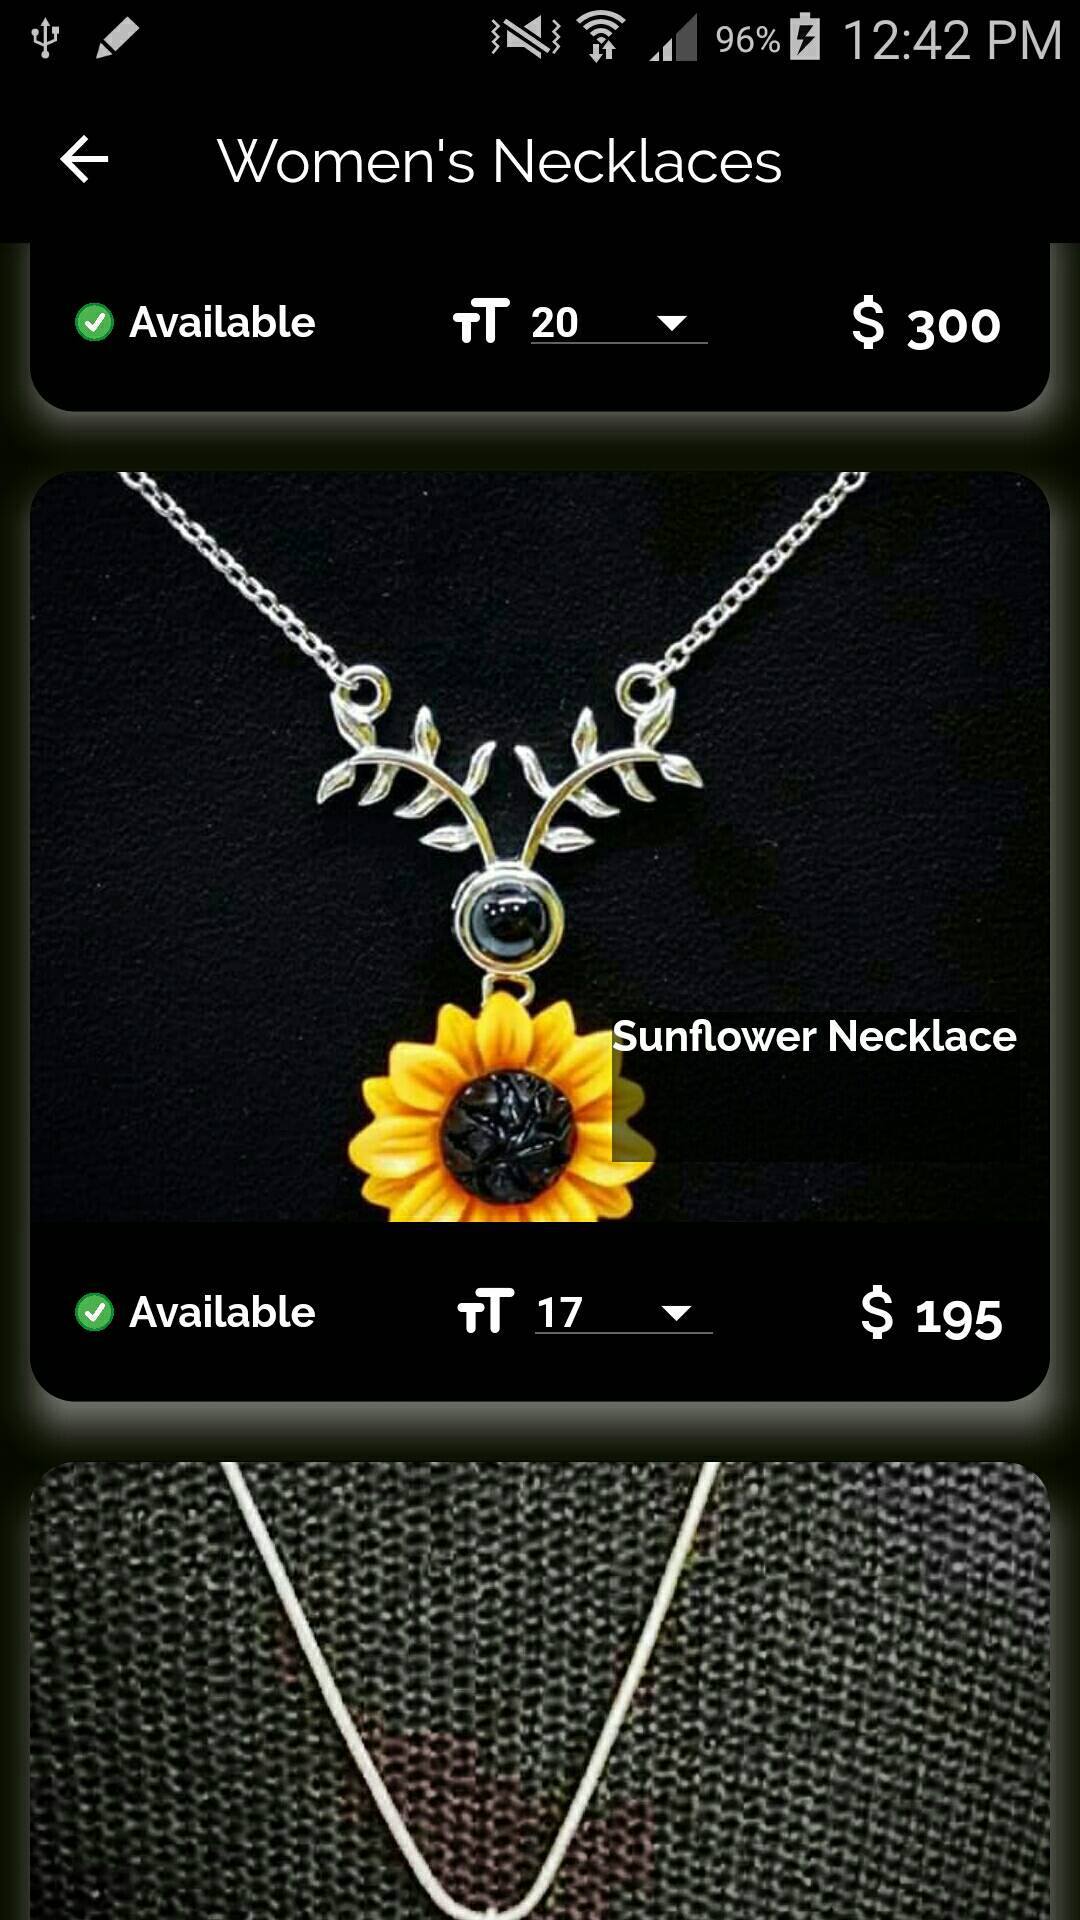 96% 12:42 PM
Women's Necklaces
Available 20 $ 300
Sunflower Necklace
Available 17 $ 195